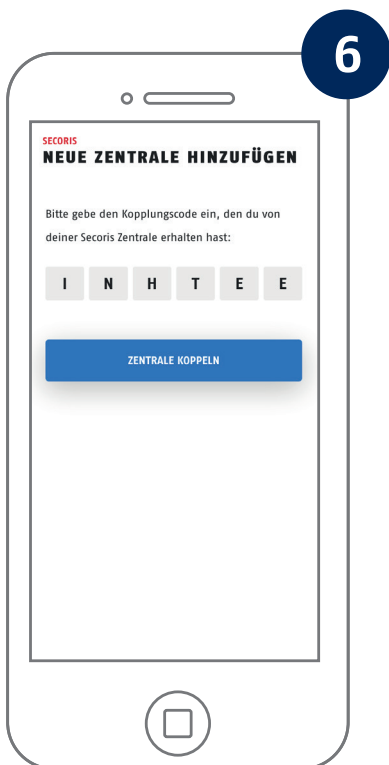 6
SECORIS
NEUE ZENTRALE HINZUFÜGEN
Bitte gebe den Kopplungscode ein, den du von
deiner Secoris Zentrale erhalten hast:
I N H T E E
ZENTRALE KOPPELN